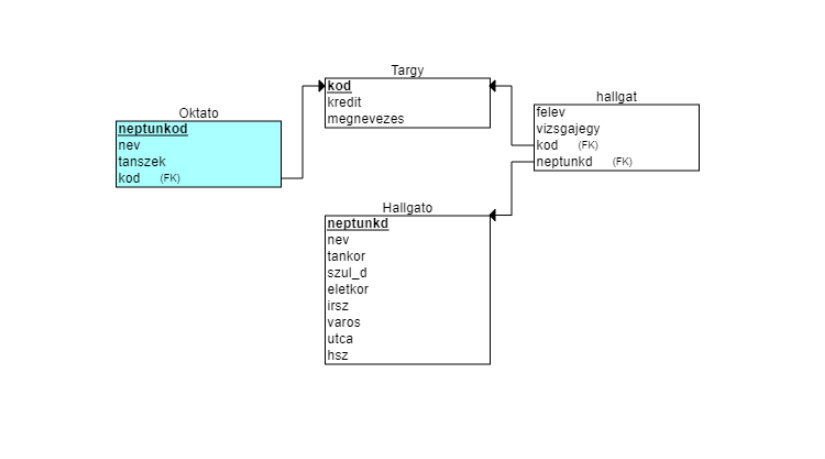 Targy
kod
kredit
megnevezes
Oktato
neptunkod
nev
tanszek
kod (FK)
hallgat
felev
vizsgajegy
kod (FK)
neptunkd (FK)
Hallgato
neptunkd
nev
tankor
szul_d
eletkor
irsz
varos
utca
hsz